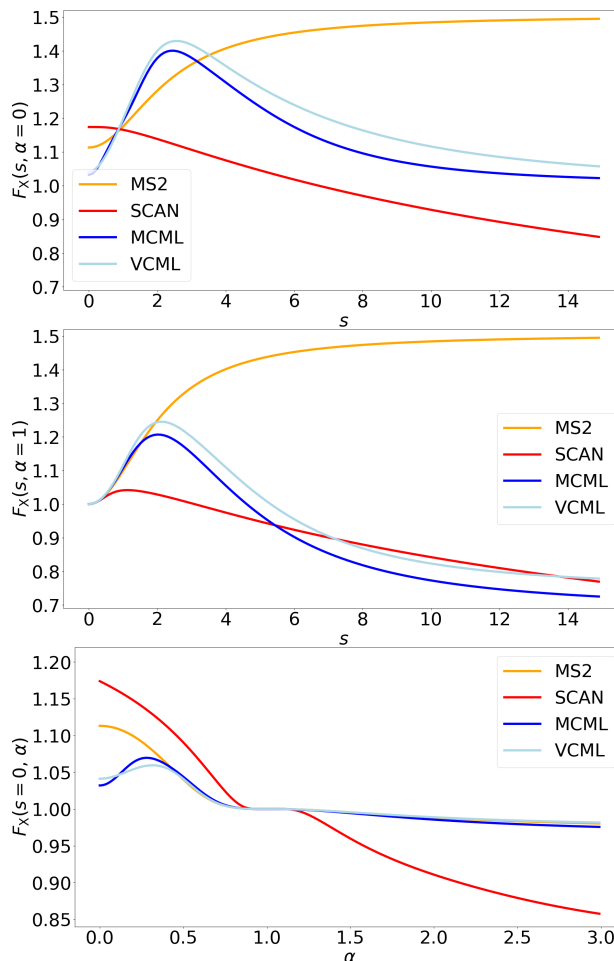 1.5
1.4
1.3
1.2
1.1
1.0
0.9
0.8
0.7
F_X(s, α = 0)
MS2
SCAN
MCML
VCML
0 2 4 6 8 10 12 14
s
1.5
1.4
1.3
1.2
1.1
1.0
0.9
0.8
0.7
F_X(s, α = 1)
MS2
SCAN
MCML
VCML
0 2 4 6 8 10 12 14
s
1.20
1.15
1.10
1.05
1.00
0.95
0.90
0.85
F_X(s = 0, α)
MS2
SCAN
MCML
VCML
0.0 0.5 1.0 1.5 2.0 2.5 3.0
α